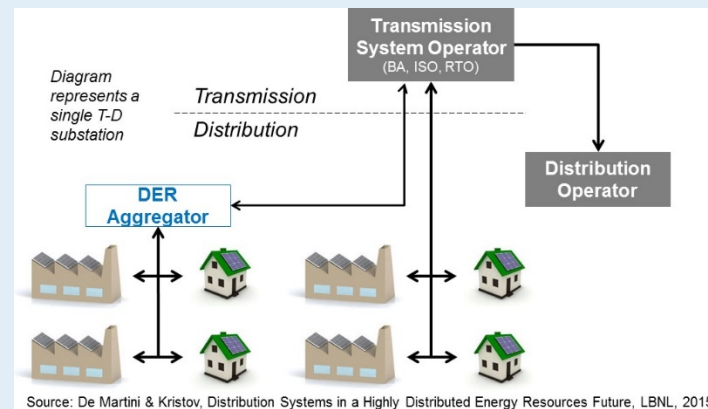 Transmission
System Operator
(BA, ISO, RTO)
Diagram
represents a
single T-D
substation
Transmission
Distribution
Distribution
Operator
DER
Aggregator
Source: De Martini & Kristov, Distribution Systems in a Highly Distributed Energy Resources Future, LBNL, 2015